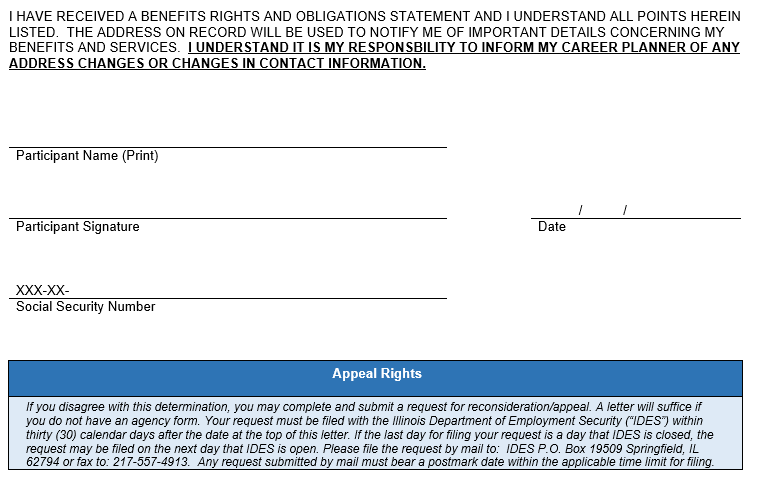 I HAVE RECEIVED A BENEFITS RIGHTS AND OBLIGATIONS STATEMENT AND I UNDERSTAND ALL POINTS HEREIN
LISTED.  THE ADDRESS ON RECORD WILL BE USED TO NOTIFY ME OF IMPORTANT DETAILS CONCERNING MY
BENEFITS AND SERVICES.  I UNDERSTAND IT IS MY RESPONSBILITY TO INFORM MY CAREER PLANNER OF ANY
ADDRESS CHANGES OR CHANGES IN CONTACT INFORMATION.
Participant Name (Print)
/ /
Participant Signature
Date
XXX-XX-
Social Security Number
Appeal Rights
If you disagree with this determination, you may complete and submit a request for reconsideration/appeal. A letter will suffice if
you do not have an agency form. Your request must be filed with the Illinois Department of Employment Security (“IDES”) within
thirty (30) calendar days after the date at the top of this letter. If the last day for filing your request is a day that IDES is closed, the
request may be filed on the next day that IDES is open. Please file the request by mail to:  IDES P.O. Box 19509 Springfield, IL
62794 or fax to: 217-557-4913.  Any request submitted by mail must bear a postmark date within the applicable time limit for filing.